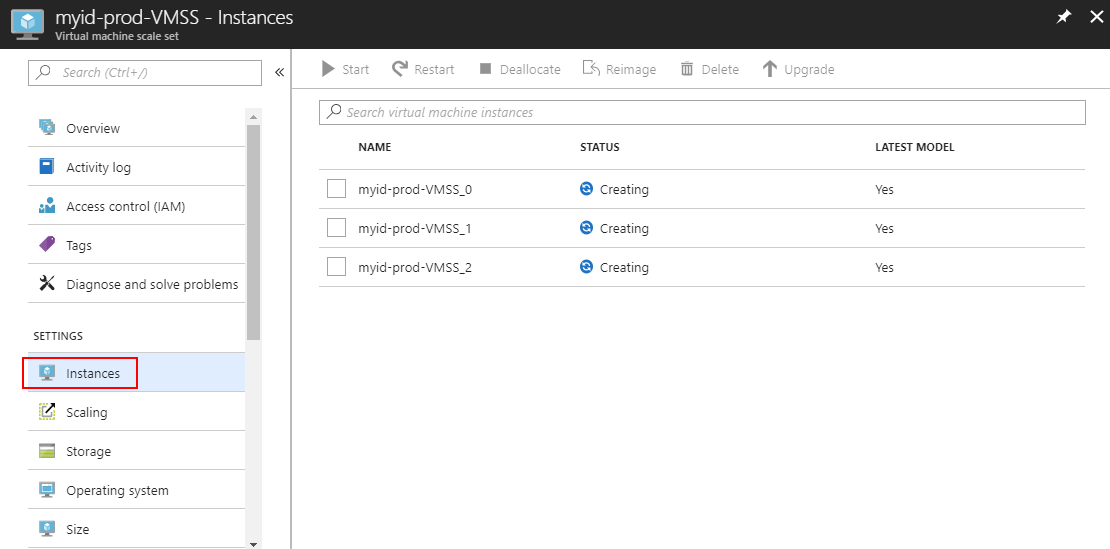 myid-prod-VMSS - Instances
Virtual machine scale set
Search (Ctrl+/)
«
Overview
Activity log
Access control (IAM)
Tags
Diagnose and solve problems
SETTINGS
Instances
Scaling
Storage
Operating system
Size
Start Restart Deallocate Reimage Delete Upgrade
Search virtual machine instances
NAME STATUS LATEST MODEL
myid-prod-VMSS_0 Creating Yes
myid-prod-VMSS_1 Creating Yes
myid-prod-VMSS_2 Creating Yes